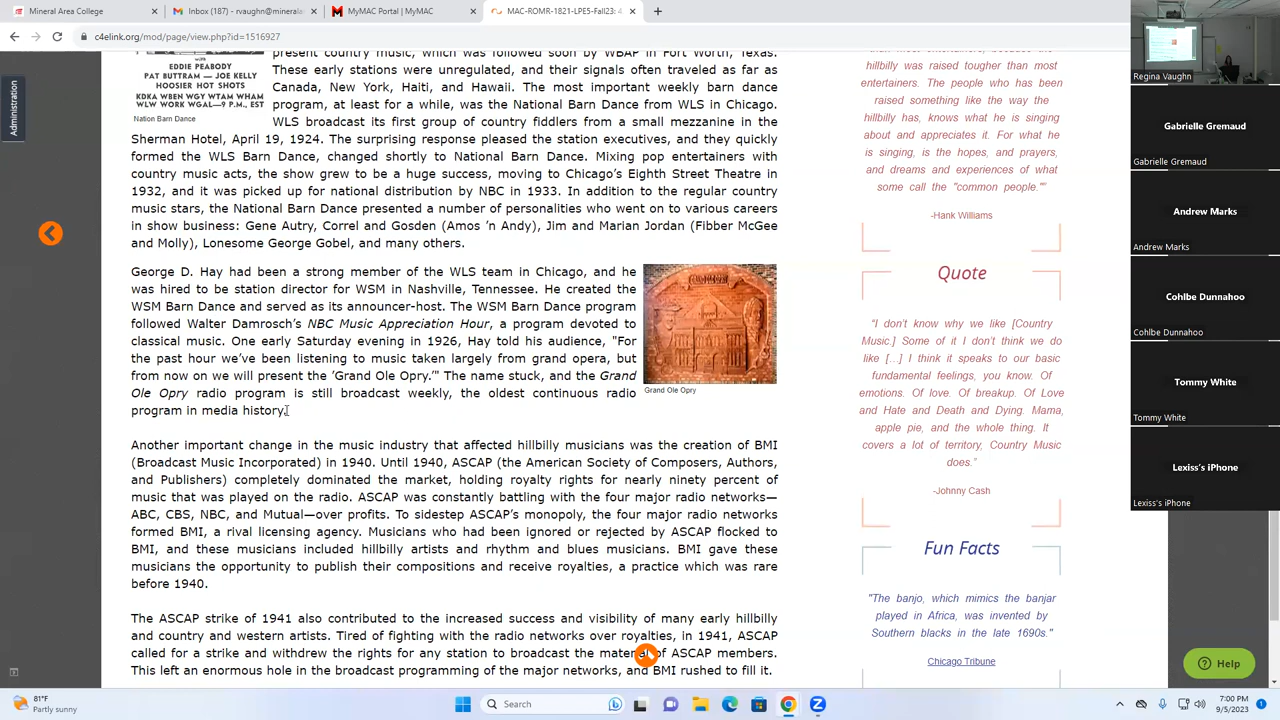 Mineral Area College
Inbox (187) - rvaughn@mineralar
MyMAC Portal | MyMAC
MAC-ROMR-1821-LPE5-Fall23: 4
c4elink.org/mod/page/view.php?id=1516927
Administration
with
EDDIE PEABODY
PAT BUTTRAM — JOE KELLY
HOOSIER HOT SHOTS
KDKA WREN WGY WTAM WHAM
WLW WORK WGAL—9 P.M., EST
Nation Barn Dance
present country music, which was followed soon by WBAP in Fort Worth, Texas.
These early stations were unregulated, and their signals often traveled as far as
Canada, New York, Haiti, and Hawaii. The most important weekly barn dance
program, at least for a while, was the National Barn Dance from WLS in Chicago.
WLS broadcast its first group of country fiddlers from a small mezzanine in the
Sherman Hotel, April 19, 1924. The surprising response pleased the station, and they quickly
formed the WLS Barn Dance, changed shortly to National Barn Dance. Mixing pop entertainers with
country music acts, the show grew to be a huge success, moving to Chicago's Eighth Street Theatre in
1932, and it was picked up for national distribution by NBC in 1933. In addition to the regular country
music stars, the National Barn Dance presented a number of personalities who went on to various careers
in show business: Gene Autry, Correl and Gosden (Amos 'n Andy), Jim and Marian Jordan (Fibber McGee
and Molly), Lonesome George Gobel, and many others.
George D. Hay had been a strong member of the WLS team in Chicago, and he
was hired to be station director for WSM in Nashville, Tennessee. He created the
WSM Barn Dance and served as its announcer-host. The WSM Barn Dance program
followed Walter Damrosch's NBC Music Appreciation Hour, a program devoted to
classical music. One early Saturday evening in 1926, Hay told his audience, "For
the past hour we've been listening to music taken largely from grand opera, but
from now on we will present the 'Grand Ole Opry.'" The name stuck, and the Grand
Ole Opry radio program is still broadcast weekly, the oldest continuous radio
program in media history.
Grand Ole Opry
Another important change in the music industry that affected hillbilly musicians was the creation of BMI
(Broadcast Music Incorporated) in 1940. Until 1940, ASCAP (the American Society of Composers, Authors,
and Publishers) completely dominated the market, holding royalty rights for nearly ninety percent of
music that was played on the radio. ASCAP was constantly battling with the four major radio networks—
ABC, CBS, NBC, and Mutual—over profits. To sidestep ASCAP's monopoly, the four major radio networks
formed BMI, a rival licensing agency. Musicians who had been ignored or rejected by ASCAP flocked to
BMI, and these musicians included hillbilly artists and rhythm and blues musicians. BMI gave these
musicians the opportunity to publish their compositions and receive royalties, a practice which was rare
before 1940.
The ASCAP strike of 1941 also contributed to the increased success and visibility of many early hillbilly
and country and western artists. Tired of fighting with the radio networks over royalties, in 1941, ASCAP
called for a strike and withdrew the rights for any station to broadcast the material of ASCAP members.
This left an enormous hole in the broadcast programming of the major networks, and BMI rushed to fill it.
than most entertainers, because the
hillbilly was raised tougher than most
entertainers. The people who has been
raised something like the way the
hillbilly has, knows what he is singing
about and appreciates it. For what he
is singing, is the hopes, and prayers,
and dreams and experiences of what
some call the "common people.""
-Hank Williams
Quote
"I don't know why we like [Country
Music.] Some of it I don't think we do
like [...] I think it speaks to our basic
fundamental feelings, you know. Of
emotions. Of love. Of breakup. Of Love
and Hate and Death and Dying. Mama,
apple pie, and the whole thing. It
covers a lot of territory, Country Music
does."
-Johnny Cash
Fun Facts
"The banjo, which mimics the banjar
played in Africa, was invented by
Southern blacks in the late 1690s."
Chicago Tribune
Help
Regina Vaughn
Gabrielle Gremaud
Gabrielle Gremaud
Andrew Marks
Andrew Marks
Cohlbe Dunnahoo
Cohlbe Dunnahoo
Tommy White
Tommy White
Lexiss's iPhone
Lexiss's iPhone
81°F
Partly sunny
Search
7:00 PM
9/5/2023